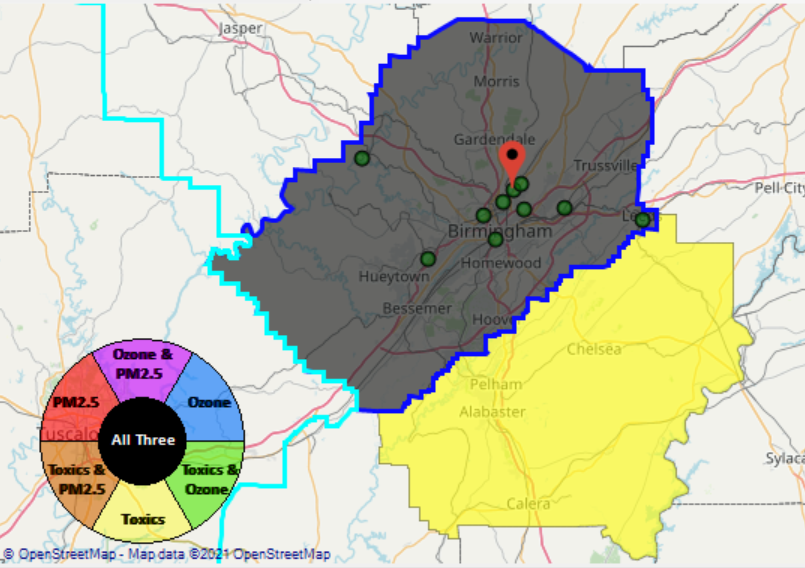 Jasper
Warrior
Morris
Gardendale
Trussville
Pell City
Birmingham
Homewood
Hueytown
Bessemer
Hoov
Chelsea
Pelham
Alabaster
Calera
Sylaca
Ozone &
PM2.5
PM2.5
Ozone
All Three
Tuscalo
Toxics &
PM2.5
Toxics &
Ozone
Toxics
© OpenStreetMap - Map data ©2021 OpenStreetMap